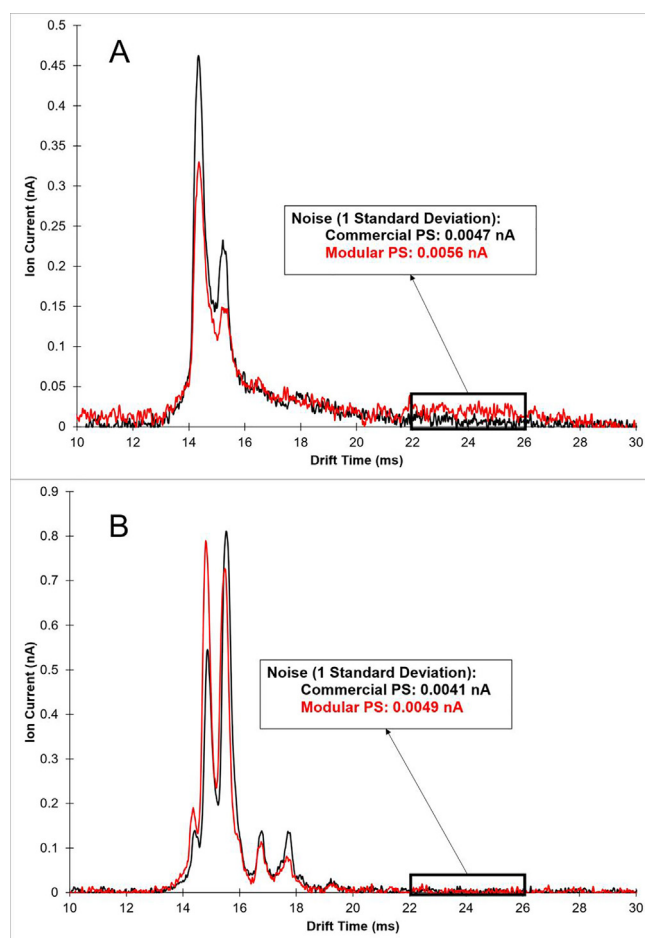 A
0.5
0.45
0.4
0.35
0.3
0.25
0.2
0.15
0.1
0.05
0
Ion Current (nA)
Noise (1 Standard Deviation):
Commercial PS: 0.0047 nA
Modular PS: 0.0056 nA
10 12 14 16 18 20 22 24 26 28 30
Drift Time (ms)
B
0.9
0.8
0.7
0.6
0.5
0.4
0.3
0.2
0.1
0
Ion Current (nA)
Noise (1 Standard Deviation):
Commercial PS: 0.0041 nA
Modular PS: 0.0049 nA
10 12 14 16 18 20 22 24 26 28 30
Drift Time (ms)